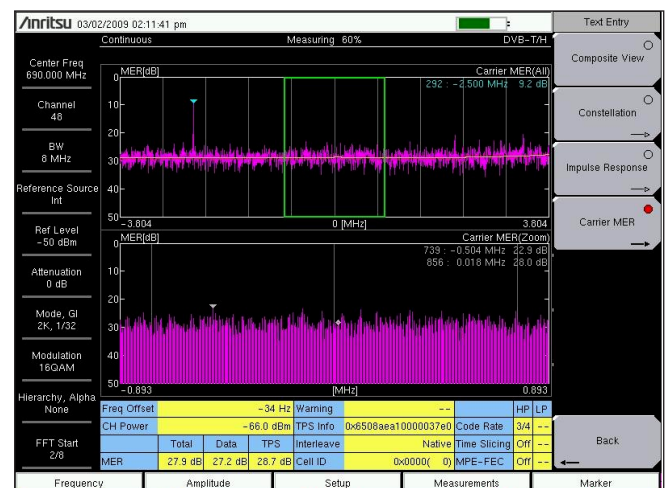 Anritsu 03/02/2009 02:11:41 pm
Text Entry
Continuous Measuring 60% DVB-T/H
Center Freq
690.000 MHz
Channel
48
BW
8 MHz
Reference Source
Int
Ref Level
-50 dBm
Attenuation
0 dB
Mode, GI
2K, 1/32
Modulation
16QAM
Hierarchy, Alpha
None
FFT Start
2/8
MER[dB] Carrier MER(All)
292 : -2.500 MHz 9.2 dB
0
10
20
30
40
50
-3.804 0 [MHz] 3.804
MER[dB] Carrier MER(Zoom)
739 : -0.504 MHz 22.9 dB
856 : 0.018 MHz 28.0 dB
0
10
20
30
40
50
-0.893 [MHz] 0.893
Freq Offset -34 Hz Warning -- HP LP
CH Power -66.0 dBm TPS Info 0x6508aea10000037e0 Code Rate 3/4 --
Total Data TPS Interleave Native Time Slicing Off --
MER 27.9 dB 27.2 dB 28.7 dB Cell ID 0x0000( 0) MPE-FEC Off --
Composite View
Constellation
Impulse Response
Carrier MER
Back
Frequency Amplitude Setup Measurements Marker